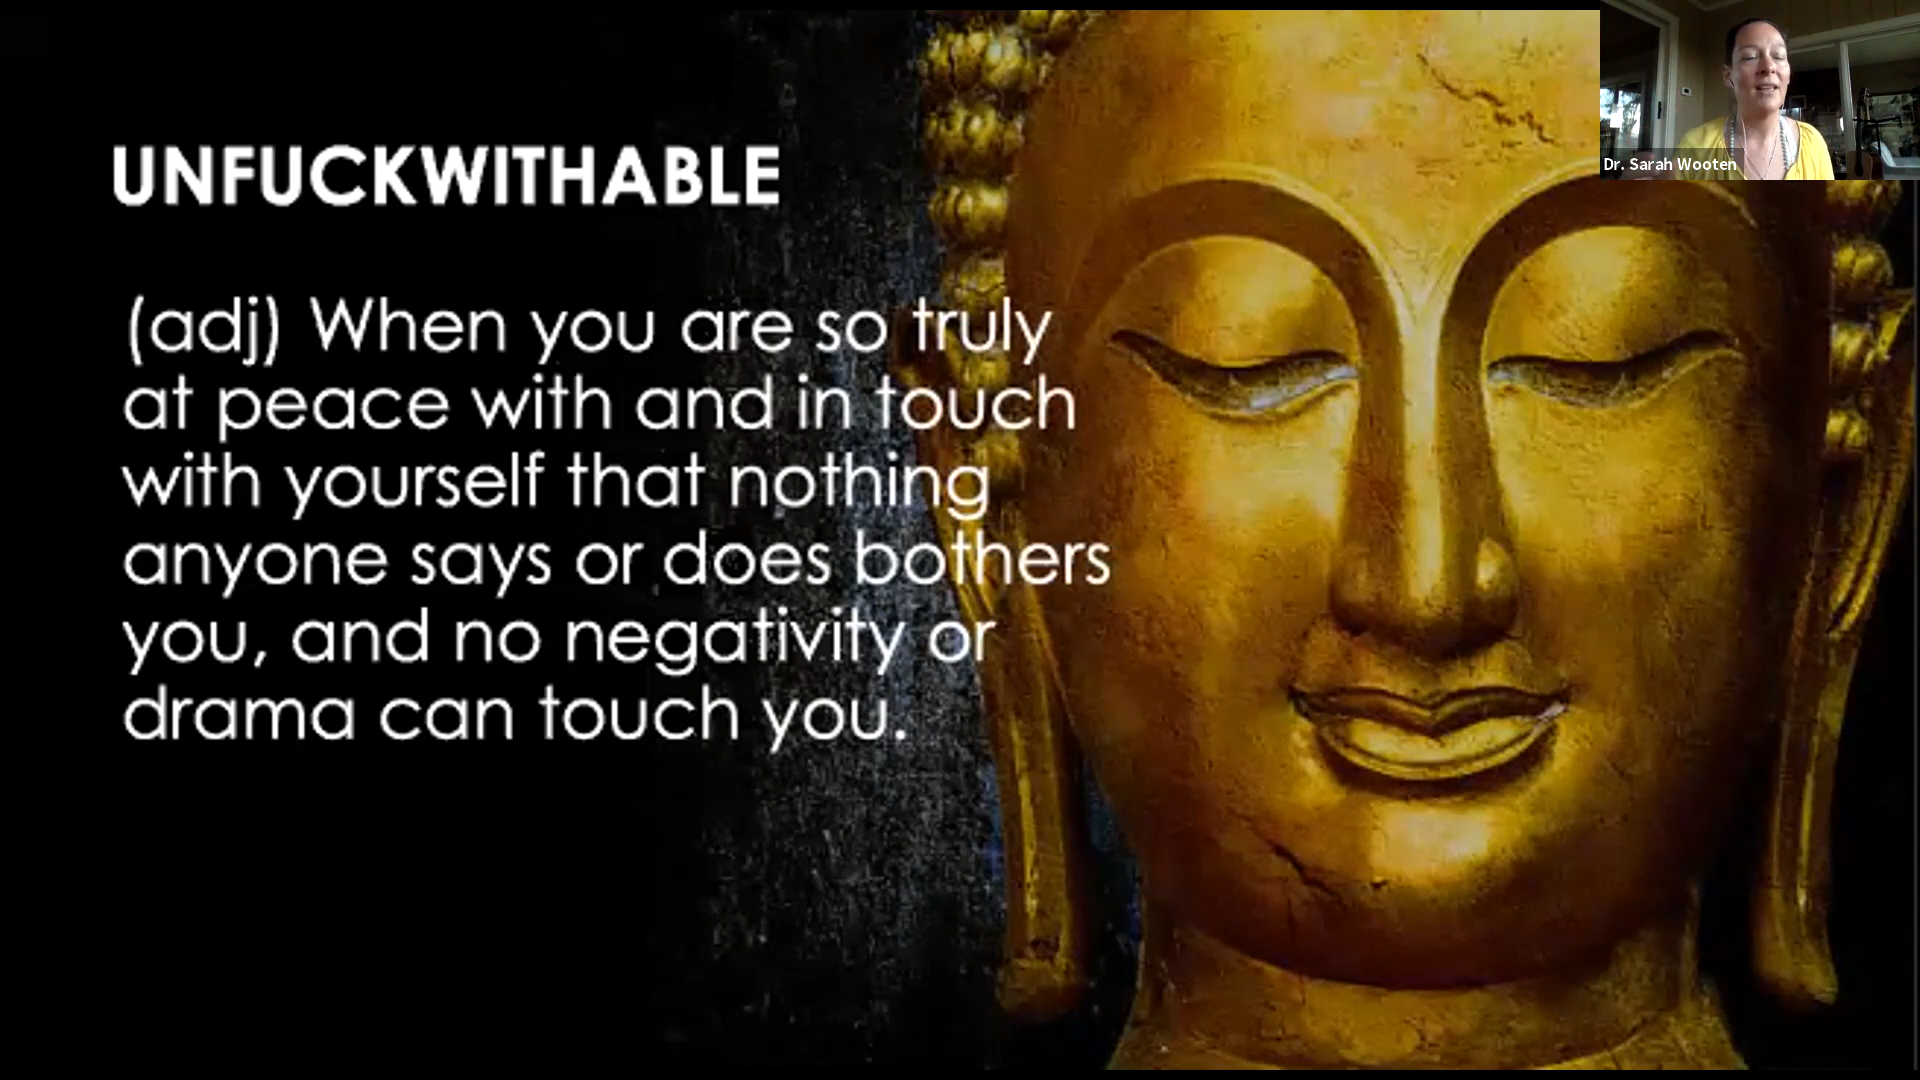 UNFUCKWITHABLE
(adj) When you are so truly
at peace with and in touch
with yourself that nothing
anyone says or does bothers
you, and no negativity or
drama can touch you.
Dr. Sarah Wooten